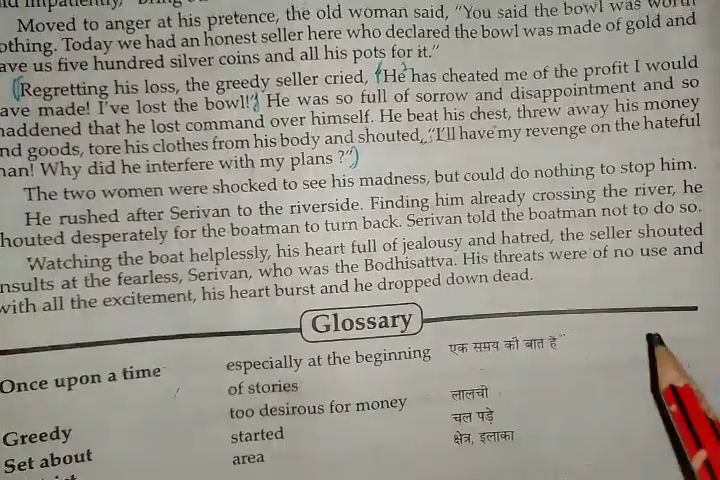 impatiently,
Moved to anger at his pretence, the old woman said, “You said the bowl was worth
othing. Today we had an honest seller here who declared the bowl was made of gold and
ave us five hundred silver coins and all his pots for it.”
Regretting his loss, the greedy seller cried, “He has cheated me of the profit I would
ave made! I've lost the bowl!” He was so full of sorrow and disappointment and so
naddened that he lost command over himself. He beat his chest, threw away his money
nd goods, tore his clothes from his body and shouted, “I'll have my revenge on the hateful
nan! Why did he interfere with my plans ?”
The two women were shocked to see his madness, but could do nothing to stop him.
He rushed after Serivan to the riverside. Finding him already crossing the river, he
houted desperately for the boatman to turn back. Serivan told the boatman not to do so.
Watching the boat helplessly, his heart full of jealousy and hatred, the seller shouted
nsults at the fearless, Serivan, who was the Bodhisattva. His threats were of no use and
with all the excitement, his heart burst and he dropped down dead.
Glossary
Once upon a time especially at the beginning एक समय की बात है
of stories
Greedy too desirous for money लालची
Set about started चल पड़े
area क्षेत्र, इलाका